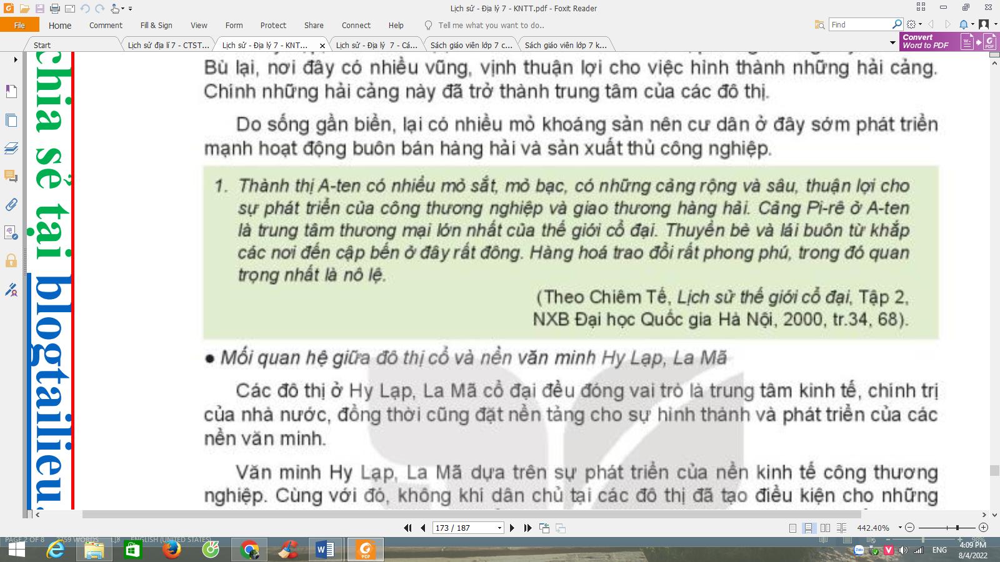 Lịch sử - Địa lý 7 - KNTT.pdf - Foxit Reader
File Home Comment Fill & Sign View Form Protect Share Connect Help Tell me what you want to do.. Find
Start Lịch sử địa lí 7 - CTST... Lịch sử - Địa lý 7 - KNT... Lịch sử - Địa lý 7 - Cá... Sách giáo viên lớp 7 c... Sách giáo viên lớp 7 k...
Convert
Word to PDF
chia sẻ tại blogtailieu.
Bù lại, nơi đây có nhiều vũng, vịnh thuận lợi cho việc hình thành những hải cảng.
Chính những hải cảng này đã trở thành trung tâm của các đô thị.
Do sống gần biển, lại có nhiều mỏ khoáng sản nên cư dân ở đây sớm phát triển
mạnh hoạt động buôn bán hàng hải và sản xuất thủ công nghiệp.
1. Thành thị A-ten có nhiều mỏ sắt, mỏ bạc, có những cảng rộng và sâu, thuận lợi cho
sự phát triển của công thương nghiệp và giao thương hàng hải. Cảng Pi-rê ở A-ten
là trung tâm thương mại lớn nhất của thế giới cổ đại. Thuyền bè và lái buôn từ khắp
các nơi đến cập bến ở đây rất đông. Hàng hoá trao đổi rất phong phú, trong đó quan
trọng nhất là nô lệ.
(Theo Chiêm Tế, Lịch sử thế giới cổ đại, Tập 2,
NXB Đại học Quốc gia Hà Nội, 2000, tr.34, 68).
● Mối quan hệ giữa đô thị cổ và nền văn minh Hy Lạp, La Mã
Các đô thị ở Hy Lạp, La Mã cổ đại đều đóng vai trò là trung tâm kinh tế, chính trị
của nhà nước, đồng thời cũng đặt nền tảng cho sự hình thành và phát triển của các
nền văn minh.
Văn minh Hy Lạp, La Mã dựa trên sự phát triển của nền kinh tế công thương
nghiệp. Cùng với đó, không khí dân chủ tại các đô thị đã tạo điều kiện cho những
173 / 187
442.40%
PAGE 2 OF 8 2759 WORDS ENGLISH (UNITED STATES) 98%
ENG
4:09 PM
8/4/2022